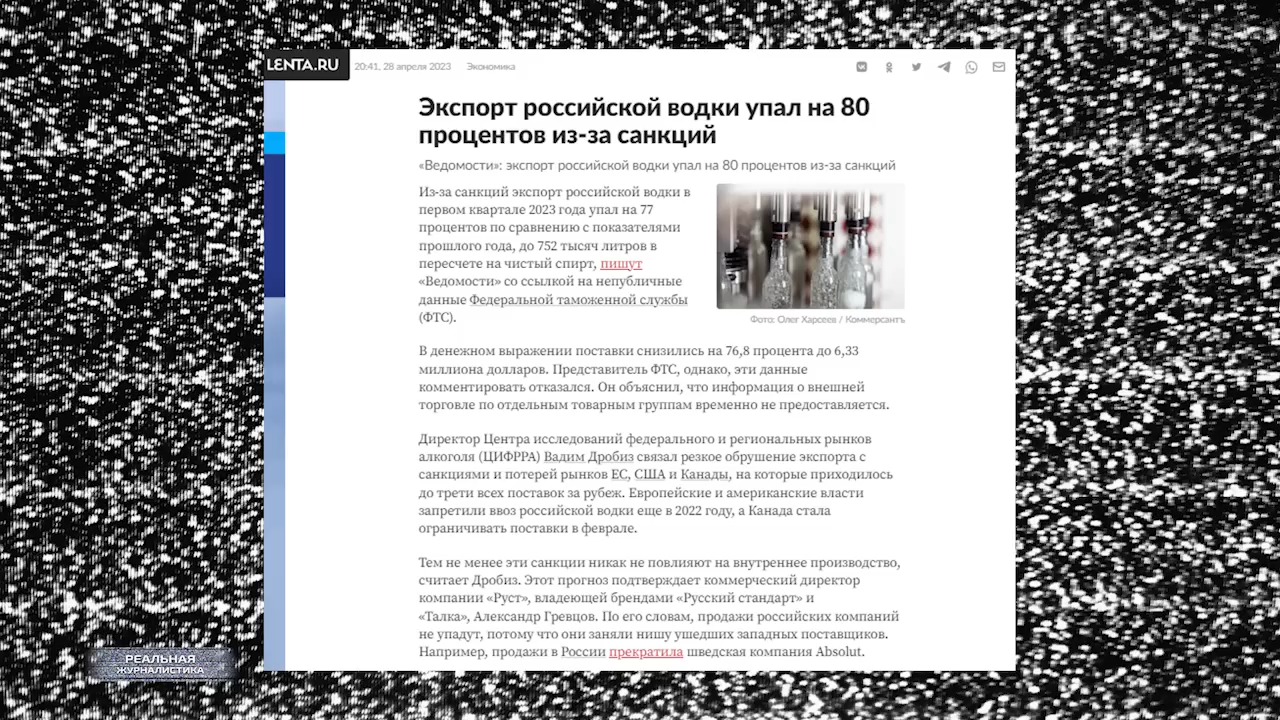 LENTA.RU
20:41, 28 апреля 2023 Экономика
Экспорт российской водки упал на 80
процентов из-за санкций
«Ведомости»: экспорт российской водки упал на 80 процентов из-за санкций
Из-за санкций экспорт российской водки в
первом квартале 2023 года упал на 77
процентов по сравнению с показателями
прошлого года, до 752 тысяч литров в
пересчете на чистый спирт, пишут
«Ведомости» со ссылкой на непубличные
данные Федеральной таможенной службы
(ФТС).
Фото: Олег Харсеев / Коммерсантъ
В денежном выражении поставки снизились на 76,8 процента до 6,33
миллиона долларов. Представитель ФТС, однако, эти данные
комментировать отказался. Он объяснил, что информация о внешней
торговле по отдельным товарным группам временно не предоставляется.
Директор Центра исследований федерального и региональных рынков
алкоголя (ЦИФРРА) Вадим Дробиз связал резкое обрушение экспорта с
санкциями и потерей рынков ЕС, США и Канады, на которые приходилось
до трети всех поставок за рубеж. Европейские и американские власти
запретили ввоз российской водки еще в 2022 году, а Канада стала
ограничивать поставки в феврале.
Тем не менее эти санкции никак не повлияют на внутреннее производство,
считает Дробиз. Этот прогноз подтверждает коммерческий директор
компании «Руст», владеющей брендами «Русский стандарт» и
«Талка», Александр Гревцов. По его словам, продажи российских компаний
не упадут, потому что они заняли нишу ушедших западных поставщиков.
Например, продажи в России прекратила шведская компания Absolut.
РЕАЛЬНАЯ
ЖУРНАЛИСТИКА